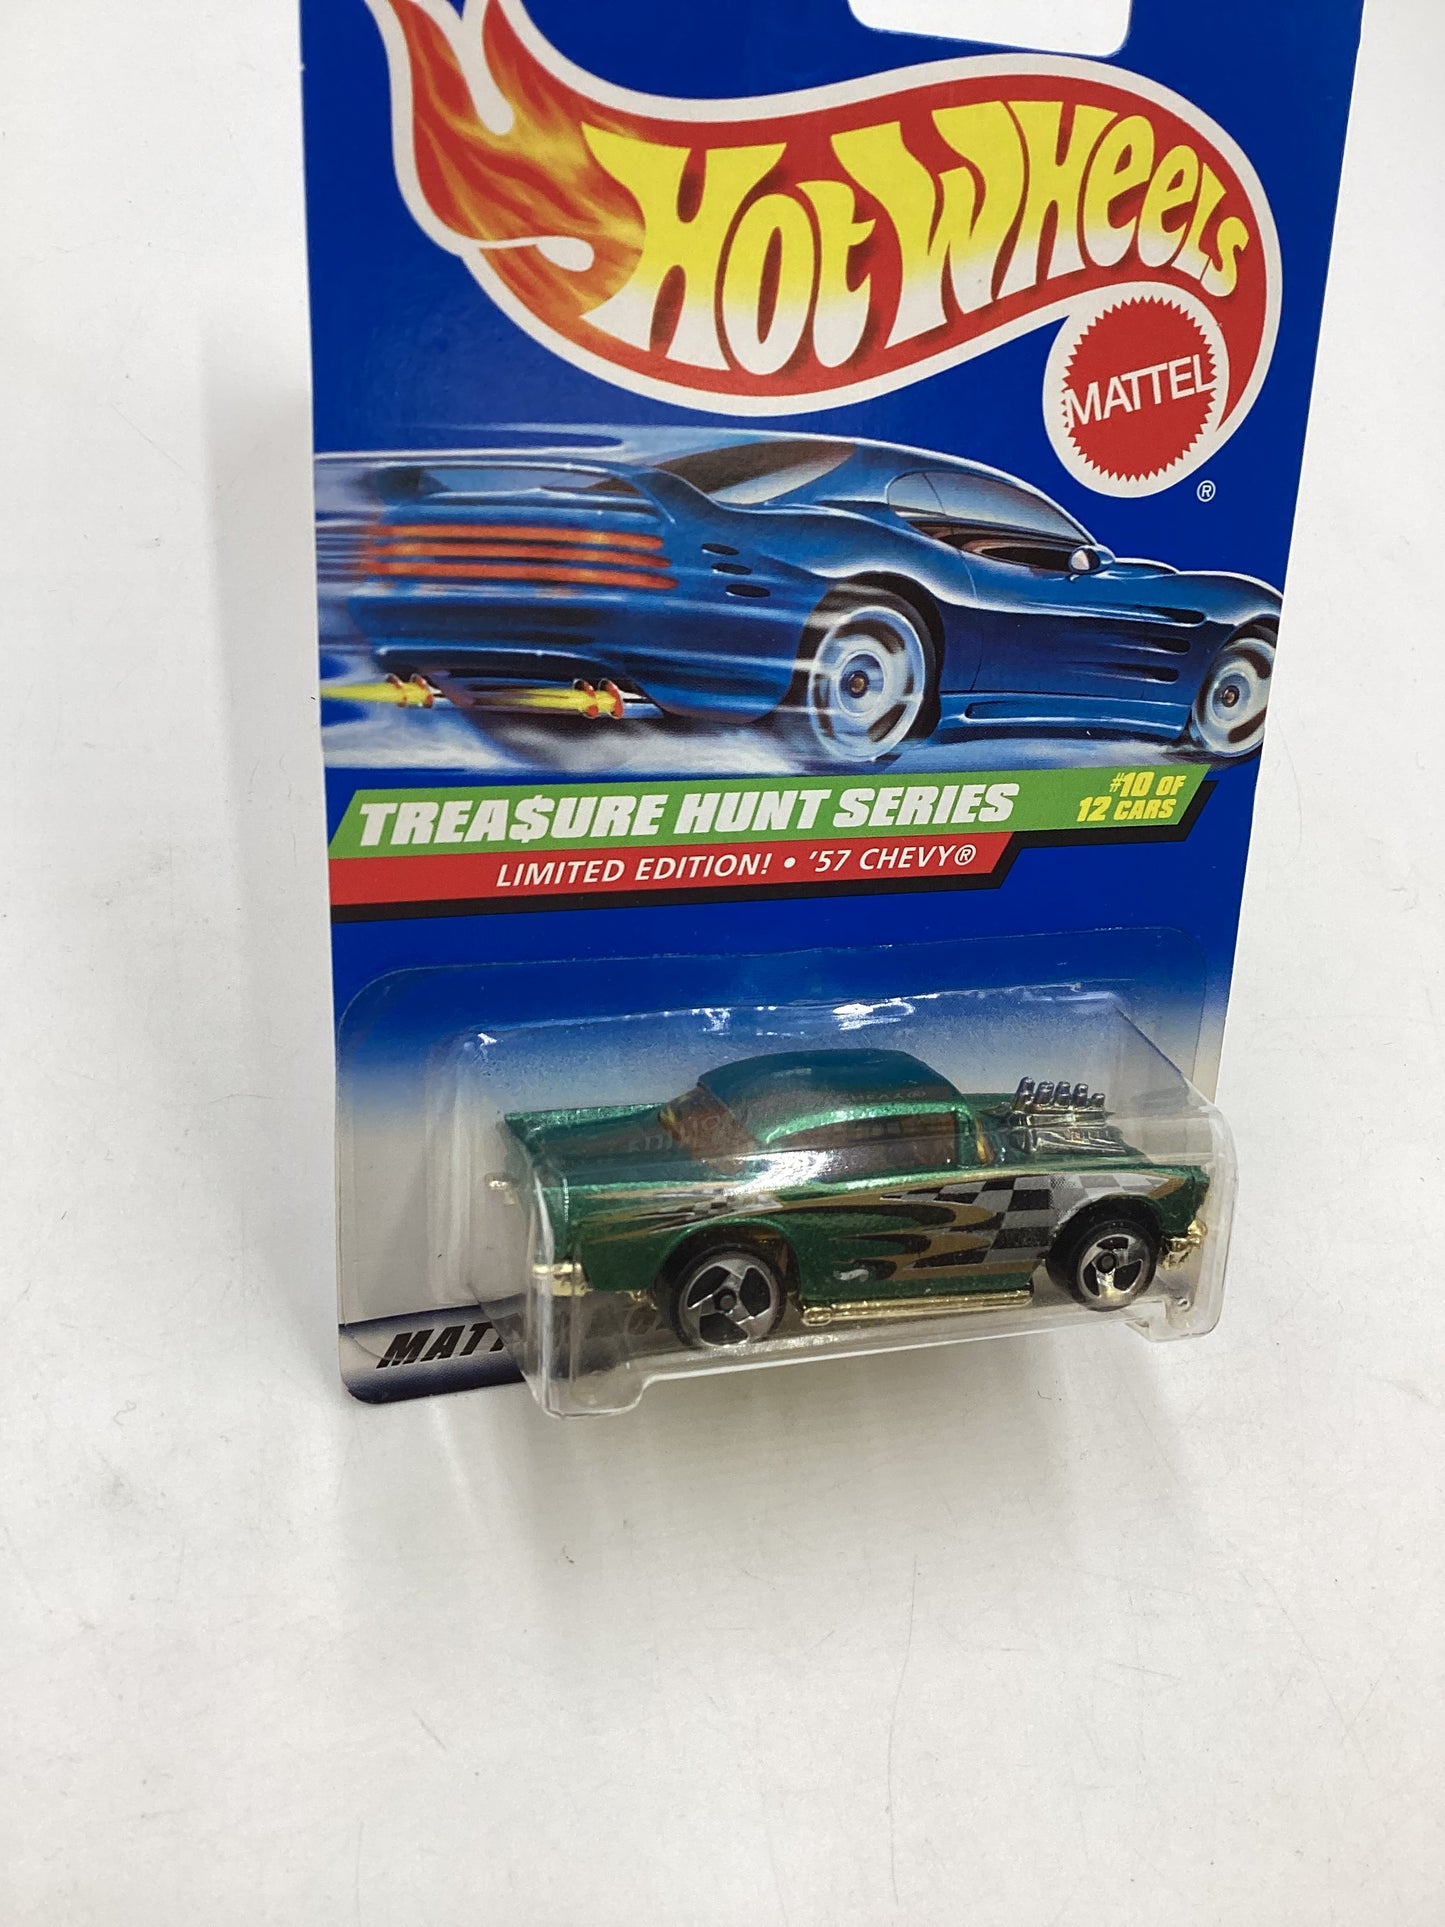 Hot Wheels
MATTEL
®
TREA$URE HUNT SERIES
#10 OF
12 CARS
LIMITED EDITION! • '57 CHEVY®